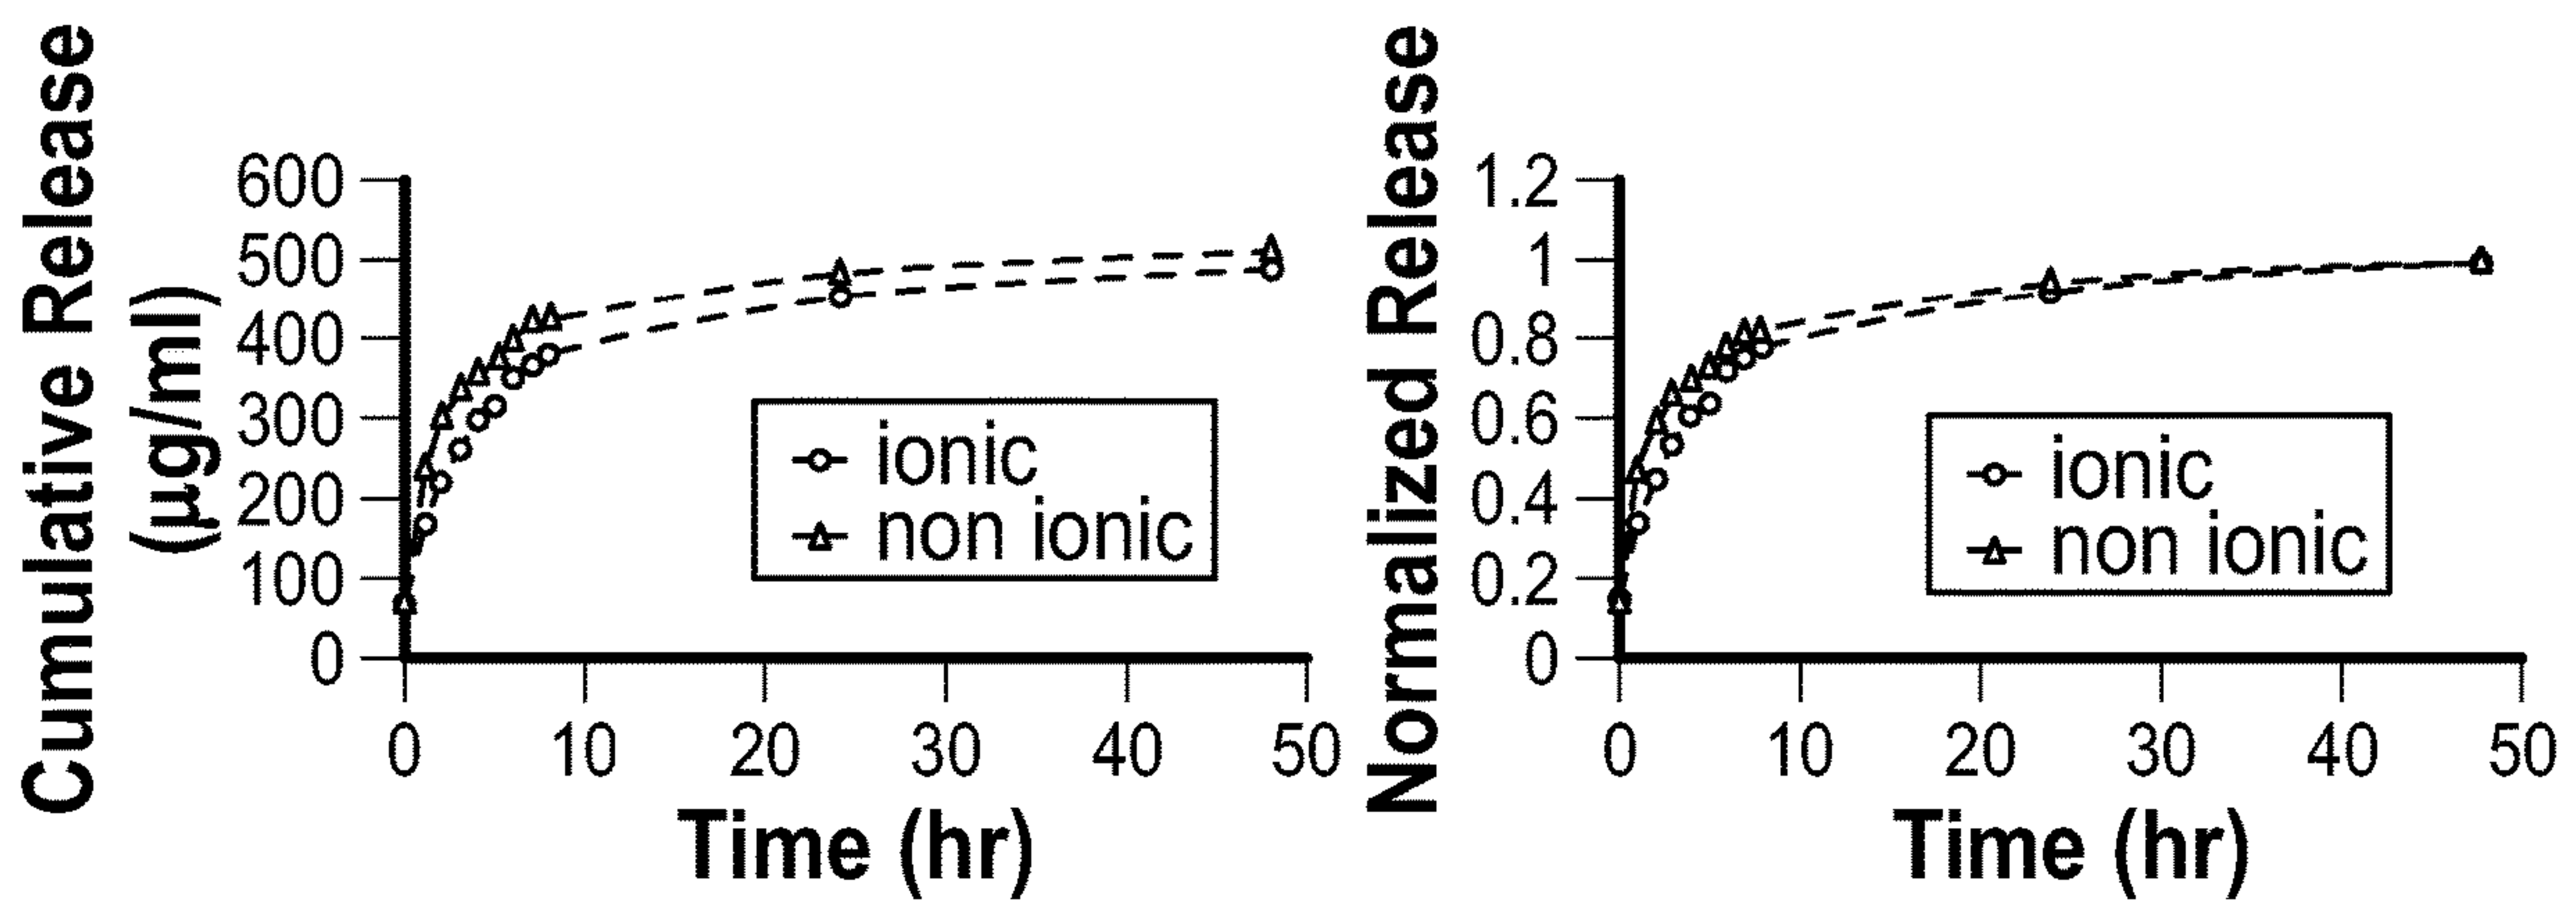 Cumulative Release
(µg/ml)
600
500
400
300
200
100
0
0 10 20 30 40 50
Time (hr)
ionic
non ionic
Normalized Release
1.2
1
0.8
0.6
0.4
0.2
0
0 10 20 30 40 50
Time (hr)
ionic
non ionic